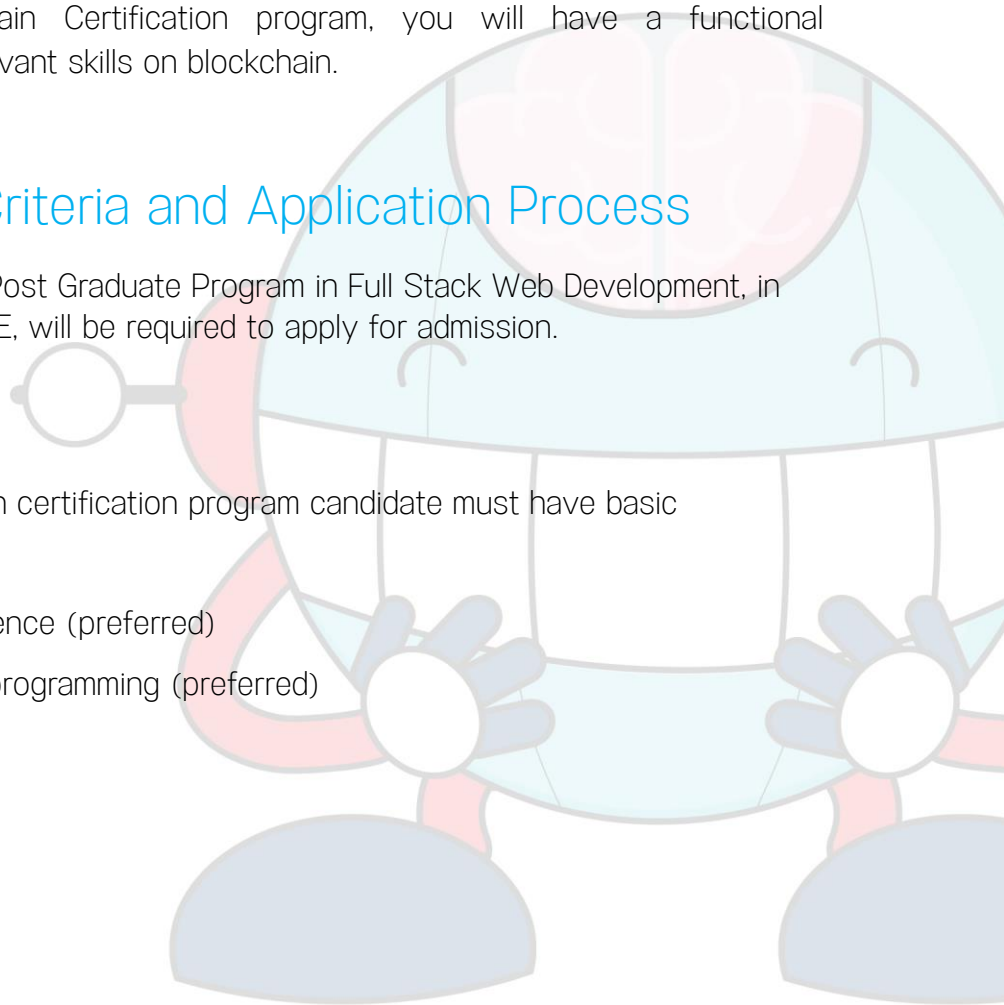 ain Certification program, you will have a functional
vant skills on blockchain.
riteria and Application Process
Post Graduate Program in Full Stack Web Development, in
E, will be required to apply for admission.
n certification program candidate must have basic
ence (preferred)
programming (preferred)